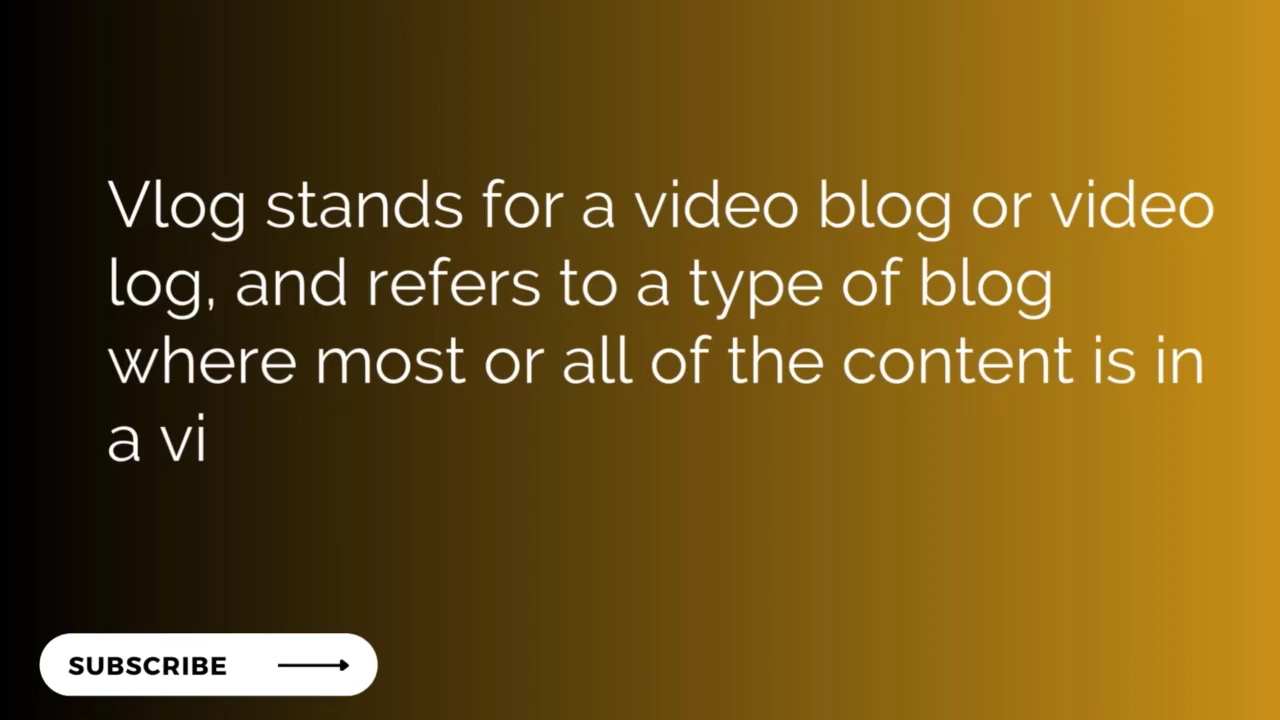 Vlog stands for a video blog or video
log, and refers to a type of blog
where most or all of the content is in
a vi
SUBSCRIBE